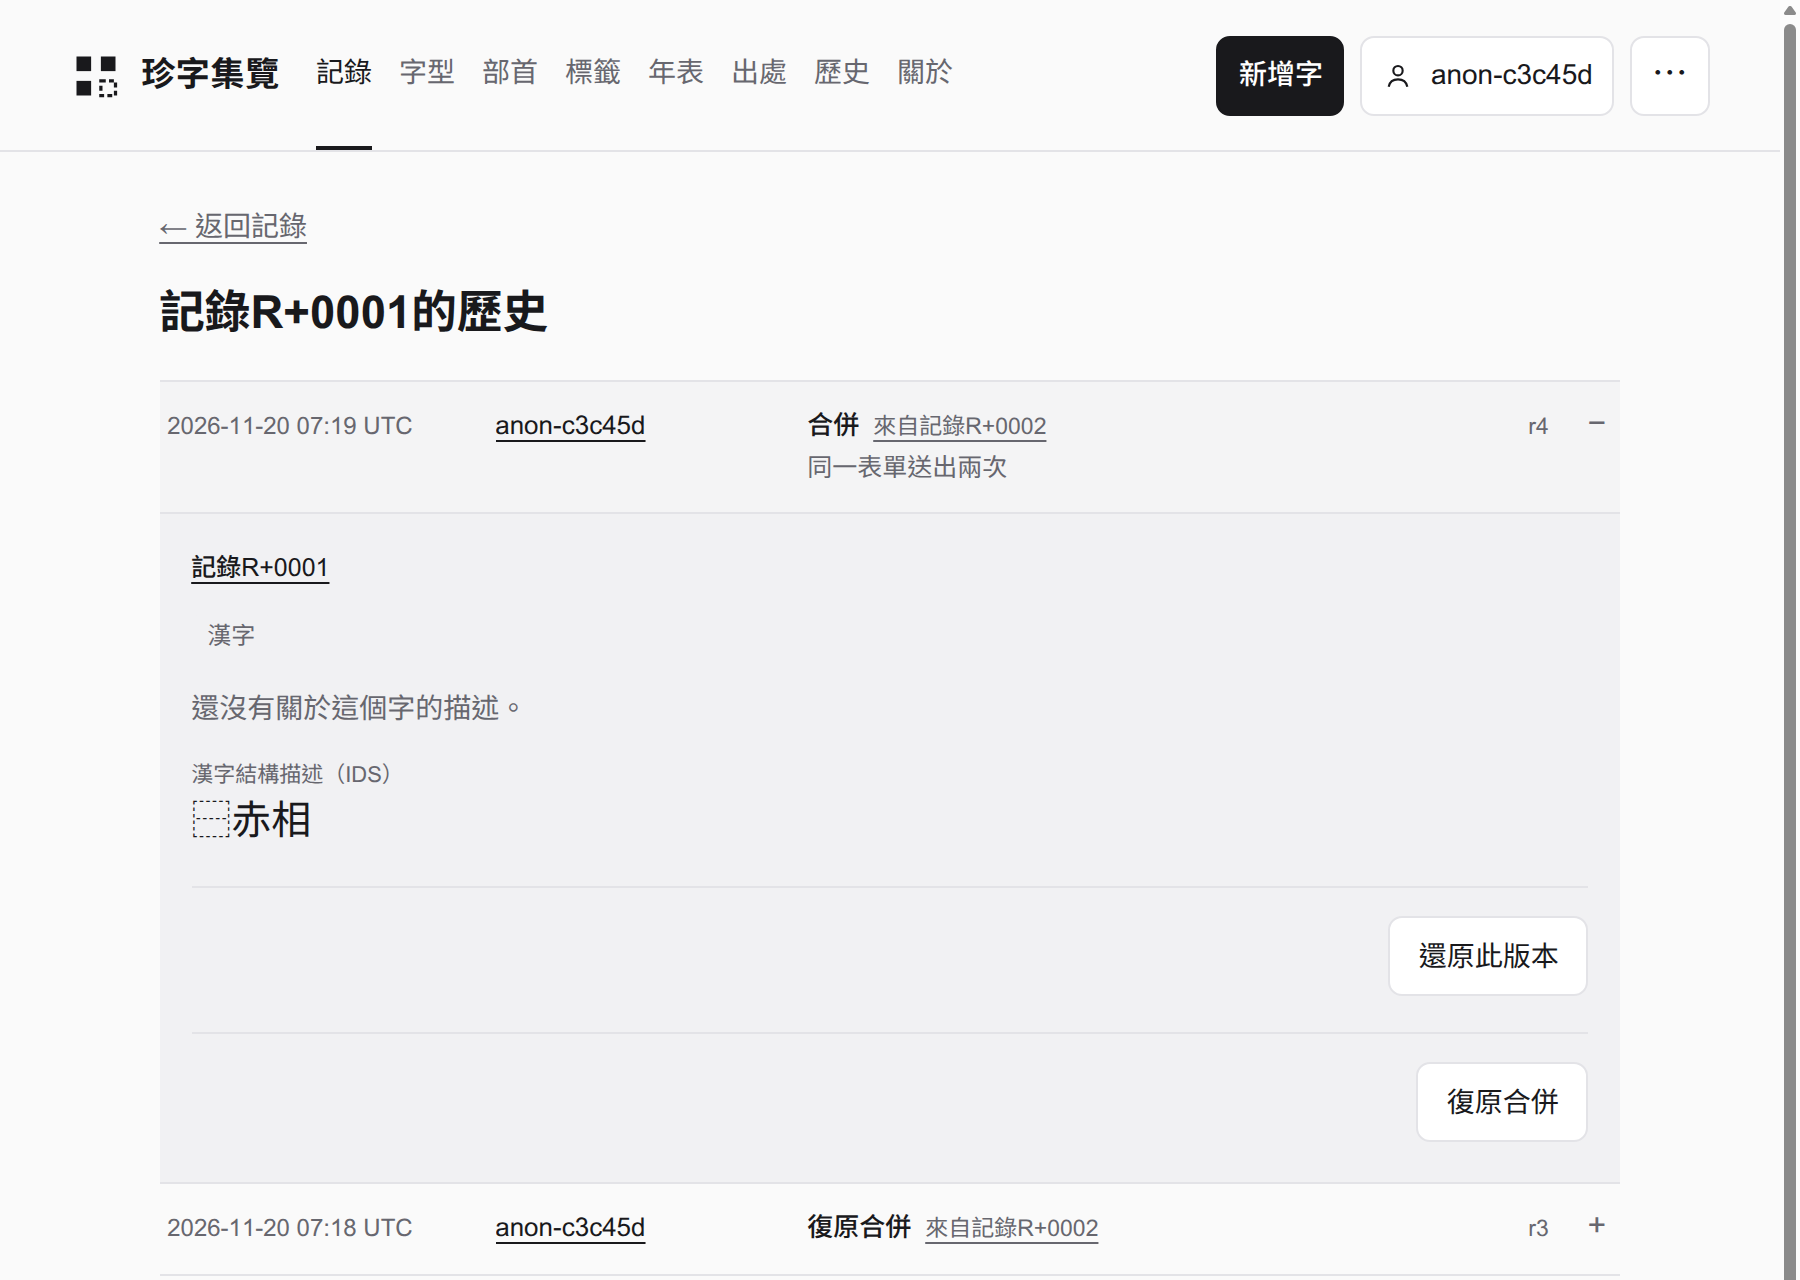 珍字集覽 記錄 字型 部首 標籤 年表 出處 歷史 關於 新增字 anon-c3c45d ···
← 返回記錄
記錄R+0001的歷史
2026-11-20 07:19 UTC anon-c3c45d 合併 來自記錄R+0002 r4 −
同一表單送出兩次
記錄R+0001
漢字
還沒有關於這個字的描述。
漢字結構描述（IDS）
⿱赤相
還原此版本
復原合併
2026-11-20 07:18 UTC anon-c3c45d 復原合併 來自記錄R+0002 r3 +